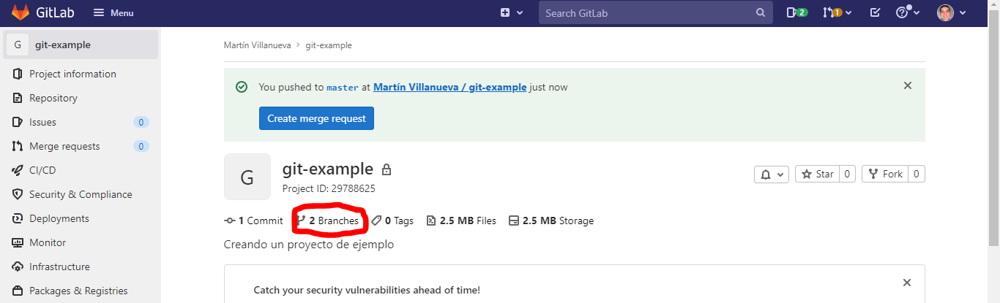 GitLab Menu Search GitLab 2 1
G git-example
Martín Villanueva > git-example
Project information
Repository
Issues 0
Merge requests 0
CI/CD
Security & Compliance
Deployments
Monitor
Infrastructure
Packages & Registries
You pushed to master at Martín Villanueva / git-example just now
Create merge request
G
git-example
Project ID: 29788625
Star 0
Fork 0
1 Commit 2 Branches 0 Tags 2.5 MB Files 2.5 MB Storage
Creando un proyecto de ejemplo
Catch your security vulnerabilities ahead of time!